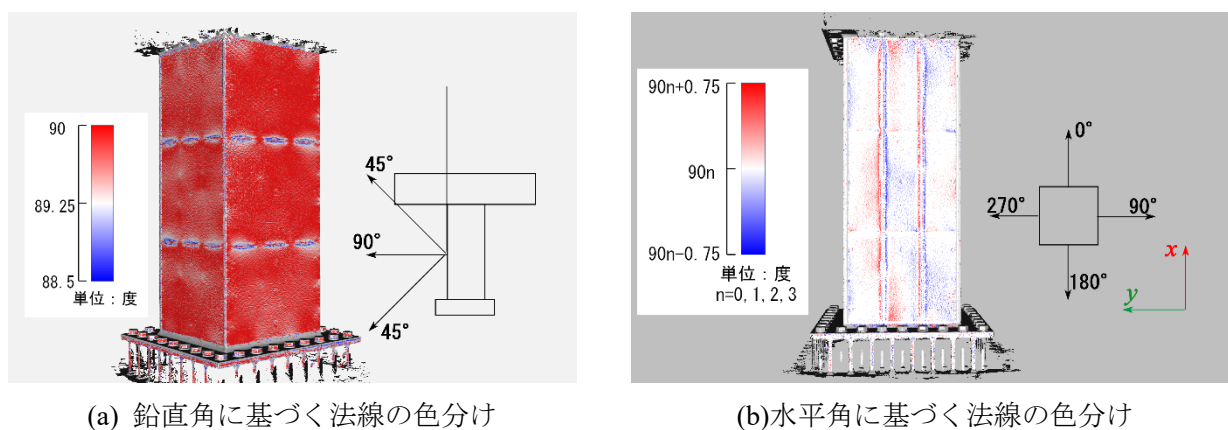 90
89.25
88.5
単位：度
45°
90°
45°
90n+0.75
90n
90n-0.75
単位：度
n=0, 1, 2, 3
0°
270°
90°
180°
x
y
(a) 鉛直角に基づく法線の色分け
(b)水平角に基づく法線の色分け